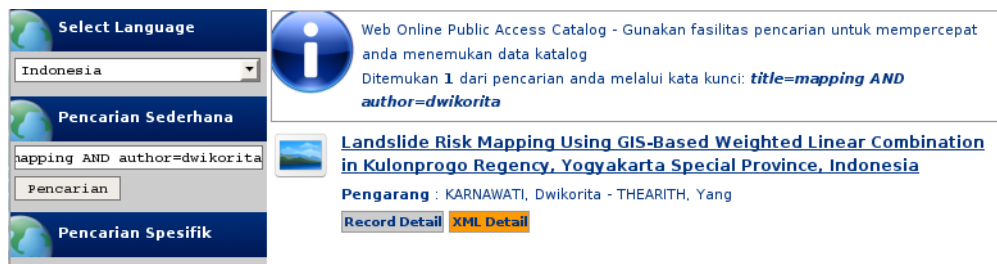 Select Language
Indonesia
Pencarian Sederhana
mapping AND author=dwikorita
Pencarian
Pencarian Spesifik
Web Online Public Access Catalog - Gunakan fasilitas pencarian untuk mempercepat
anda menemukan data katalog
Ditemukan 1 dari pencarian anda melalui kata kunci: title=mapping AND
author=dwikorita
Landslide Risk Mapping Using GIS-Based Weighted Linear Combination
in Kulonprogo Regency, Yogyakarta Special Province, Indonesia
Pengarang : KARNAWATI, Dwikorita - THEARITH, Yang
Record Detail XML Detail